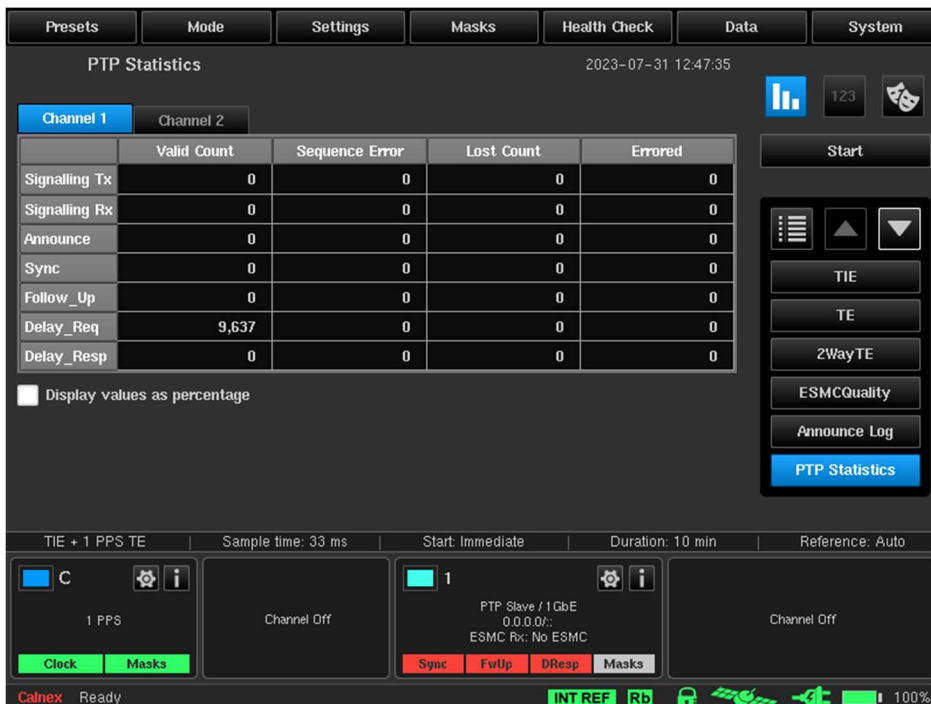 Presets Mode Settings Masks Health Check Data System
PTP Statistics 2023-07-31 12:47:35
123
Channel 1 Channel 2
Valid Count Sequence Error Lost Count Errored Start
Signalling Tx 0 0 0 0
Signalling Rx 0 0 0 0
Announce 0 0 0 0
Sync 0 0 0 0 TIE
Follow_Up 0 0 0 0
Delay_Req 9,637 0 0 0 TE
Delay_Resp 0 0 0 0 2WayTE
Display values as percentage ESMCQuality
Announce Log
PTP Statistics
TIE + 1 PPS TE | Sample time: 33 ms | Start: Immediate | Duration: 10 min | Reference: Auto
C i 1 i
1 PPS Channel Off PTP Slave / 1GbE Channel Off
0.0.0.0/::
ESMC Rx: No ESMC
Clock Masks Sync FwUp DResp Masks
Calnex Ready INT REF Rb 100%